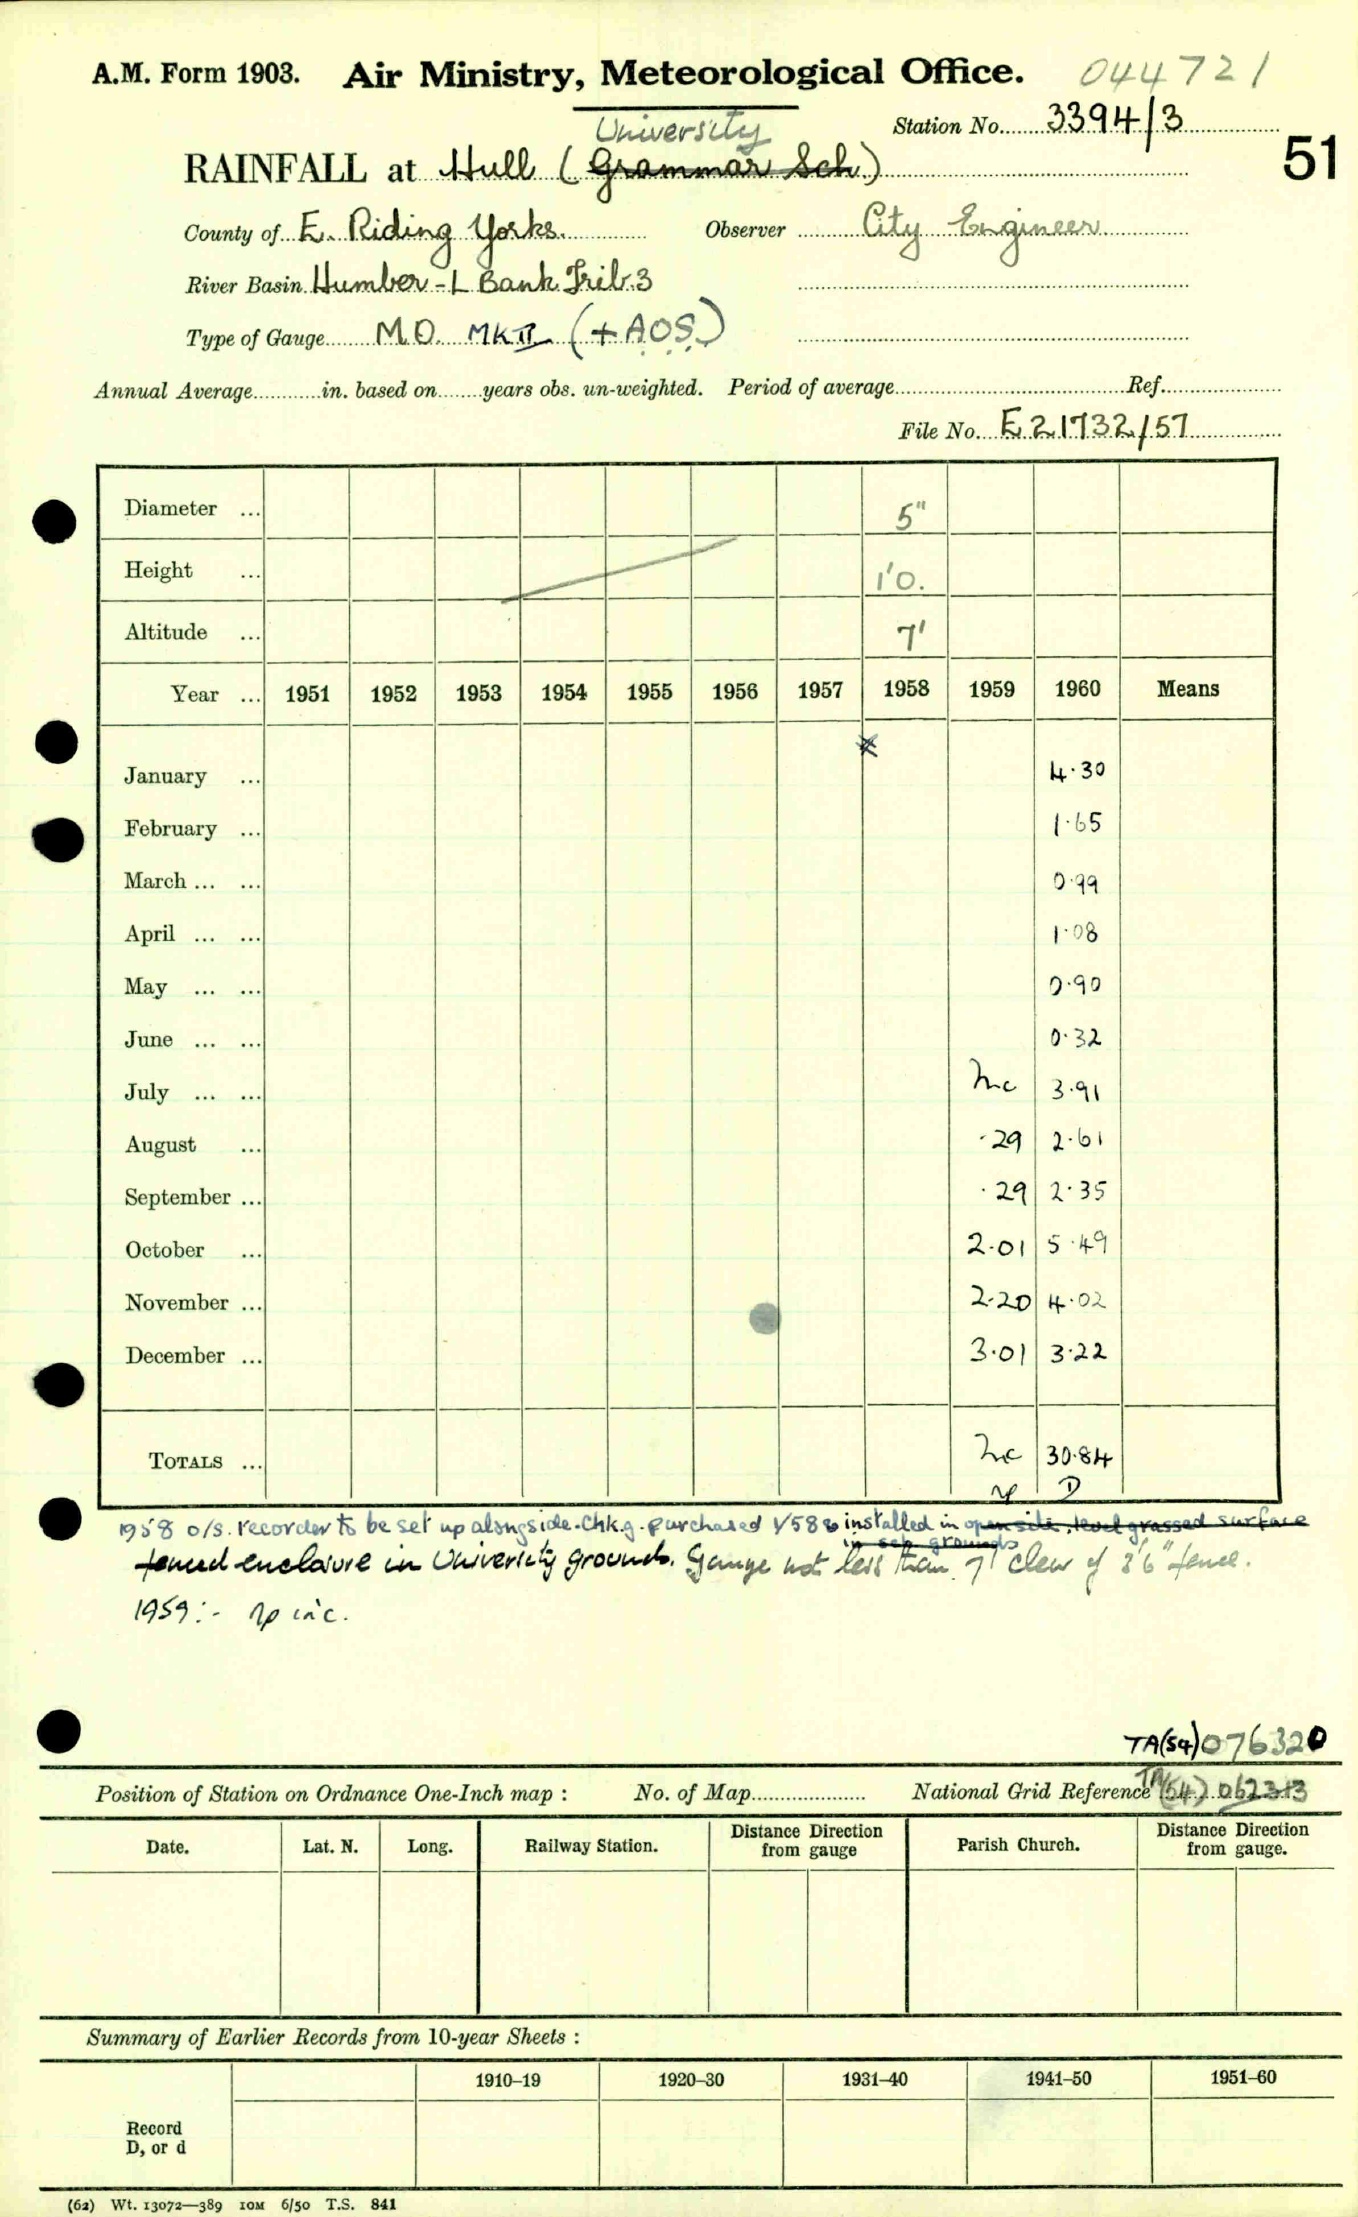 A.M. Form 1903. Air Ministry, Meteorological Office. 044721
Station No. 3394/3
51
University
RAINFALL at Hull (Grammar Sch.)
County of E. Riding Yorks. Observer City Engineer
River Basin Humber - L Bank Trib. 3
Type of Gauge M.O. MK II (+ A.O.S.)
Annual Average in. based on years obs. un-weighted. Period of average Ref.
File No. E21732/57
Diameter ... 5"
Height ... 1'0.
Altitude ... 7'
Year ... 1951 1952 1953 1954 1955 1956 1957 1958 1959 1960 Means
January ... 4.30
February ... 1.65
March ... ... 0.99
April ... ... 1.08
May ... ... 0.90
June ... ... 0.32
July ... ... Inc 3.91
August ... .29 2.61
September ... .29 2.35
October ... 2.01 5.49
November ... 2.20 4.02
December ... 3.01 3.22
TOTALS ... Inc 30.84
D
1958 o/s. recorder to be set up alongside. Chk. g. purchased 1/58 & installed in open site, level grassed surface
in sch grounds
fenced enclosure in University grounds. Gauge not less than 7' clear of 3'6" fence.
1959:- inc.
TA(54)076320
Position of Station on Ordnance One-Inch map : No. of Map National Grid Reference TA(54) 062313
Date. Lat. N. Long. Railway Station. Distance Direction from gauge Parish Church. Distance Direction from gauge.
Summary of Earlier Records from 10-year Sheets :
1910–19 1920–30 1931–40 1941–50 1951–60
Record
D, or d
(62) Wt. 13072—389 10M 6/50 T.S. 841